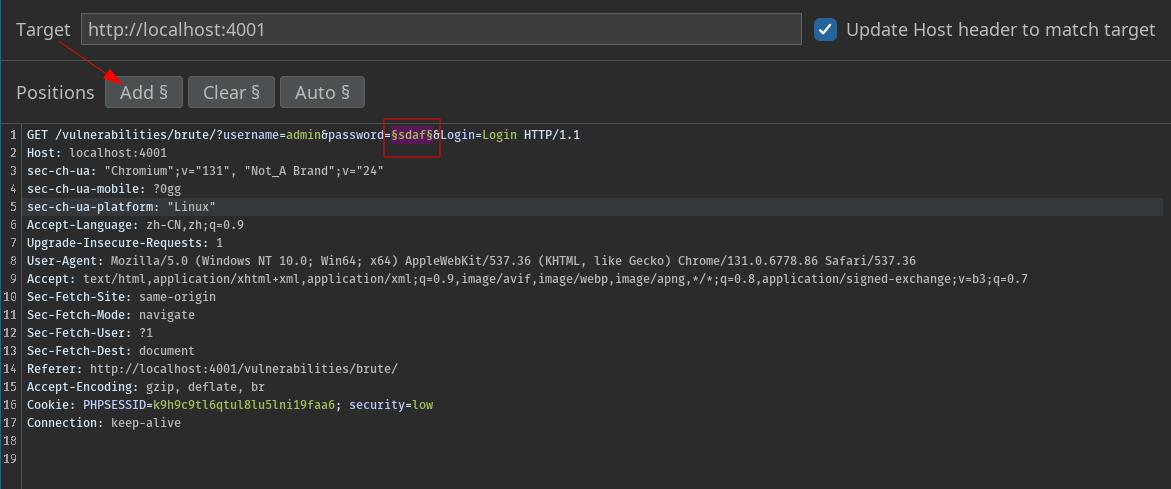 Target http://localhost:4001 Update Host header to match target
Positions Add § Clear § Auto §
1 GET /vulnerabilities/brute/?username=admin&password=§sdaf§&Login=Login HTTP/1.1
2 Host: localhost:4001
3 sec-ch-ua: "Chromium";v="131", "Not_A Brand";v="24"
4 sec-ch-ua-mobile: ?0gg
5 sec-ch-ua-platform: "Linux"
6 Accept-Language: zh-CN,zh;q=0.9
7 Upgrade-Insecure-Requests: 1
8 User-Agent: Mozilla/5.0 (Windows NT 10.0; Win64; x64) AppleWebKit/537.36 (KHTML, like Gecko) Chrome/131.0.6778.86 Safari/537.36
9 Accept: text/html,application/xhtml+xml,application/xml;q=0.9,image/avif,image/webp,image/apng,*/*;q=0.8,application/signed-exchange;v=b3;q=0.7
10 Sec-Fetch-Site: same-origin
11 Sec-Fetch-Mode: navigate
12 Sec-Fetch-User: ?1
13 Sec-Fetch-Dest: document
14 Referer: http://localhost:4001/vulnerabilities/brute/
15 Accept-Encoding: gzip, deflate, br
16 Cookie: PHPSESSID=k9h9c9tl6qtul8lu5lni19faa6; security=low
17 Connection: keep-alive
18
19